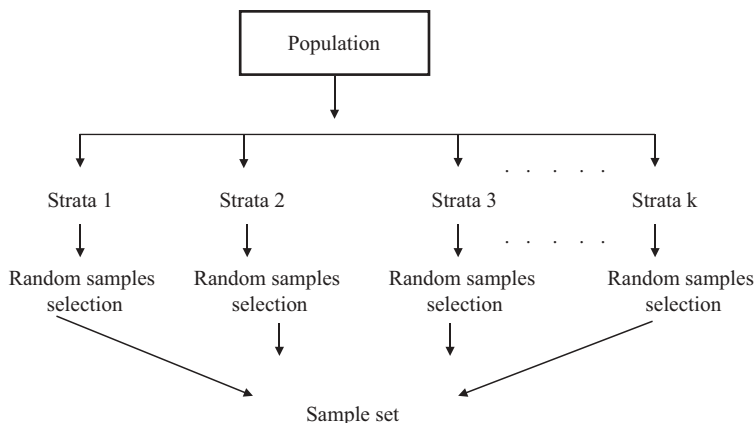 Population
. . . . .
Strata 1 Strata 2 Strata 3 Strata k
. . . . .
Random samples Random samples Random samples Random samples
selection selection selection selection
Sample set